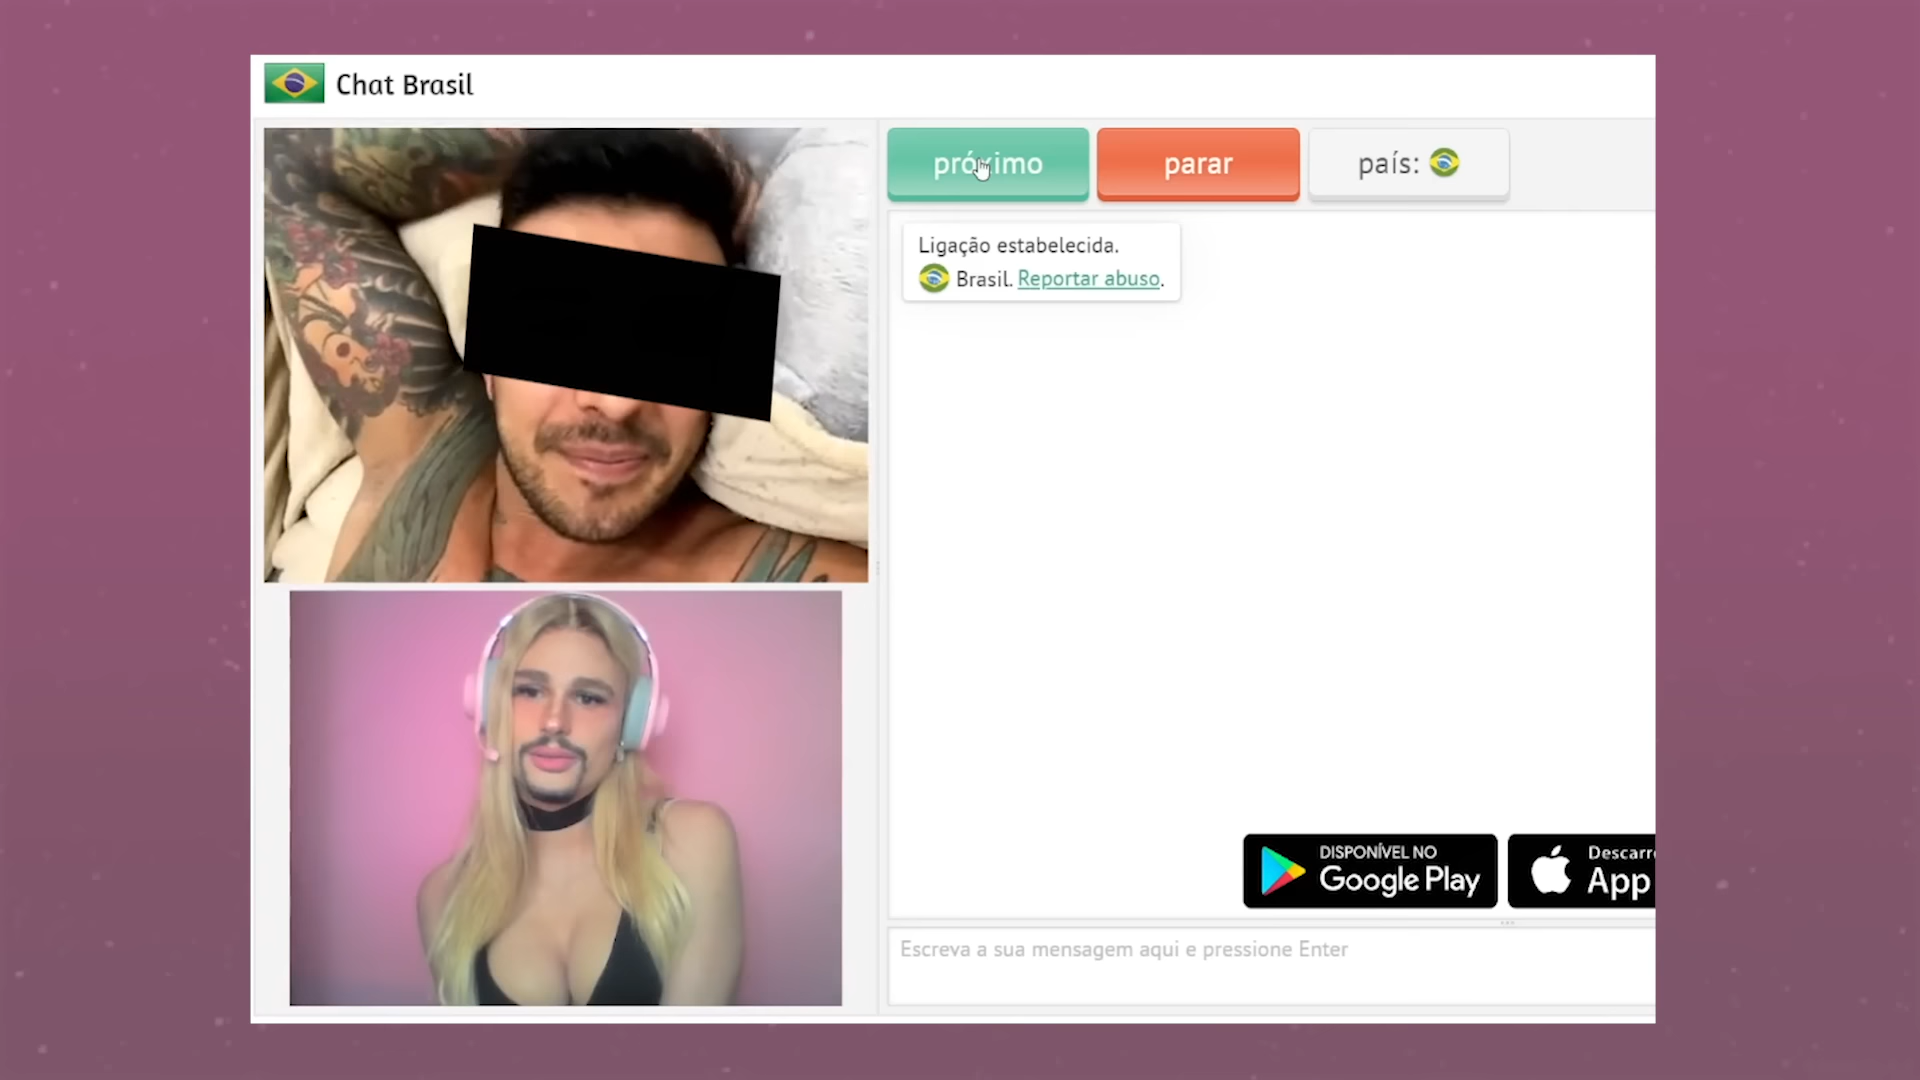 Chat Brasil
próximo
parar
país:
Ligação estabelecida.
Brasil. Reportar abuso.
DISPONÍVEL NO
Google Play
Descarre
App
Escreva a sua mensagem aqui e pressione Enter